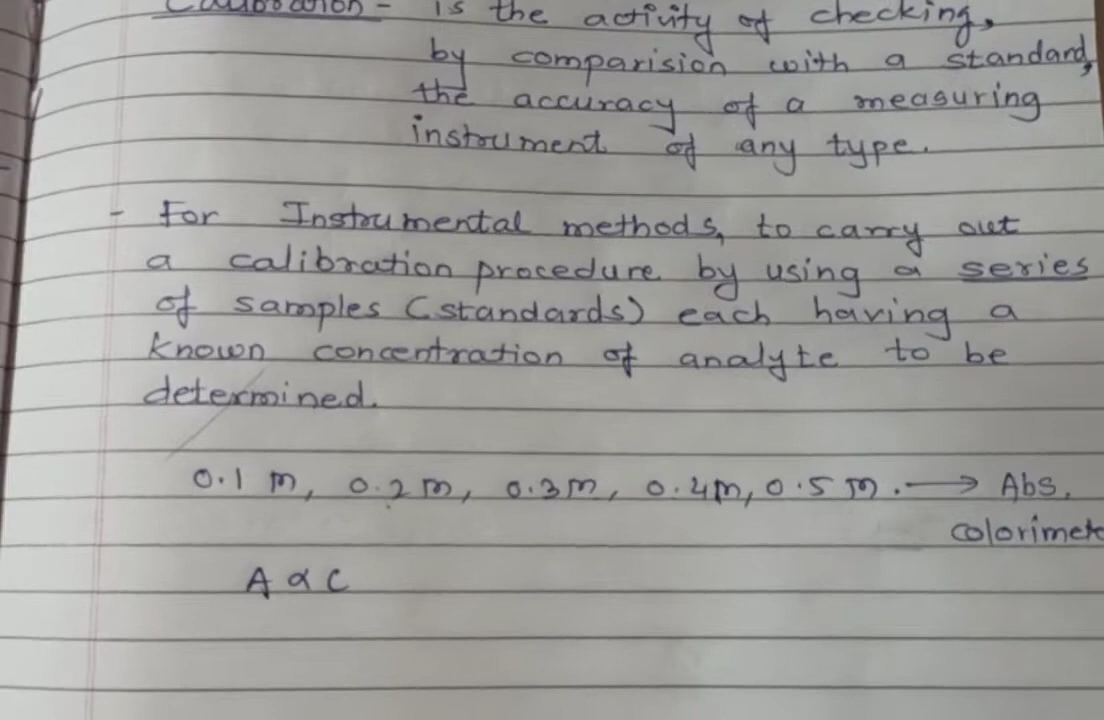 Calibration - is the activity of checking,
by comparision with a standard,
the accuracy of a measuring
instrument of any type.
- For Instrumental methods, to carry out
a calibration procedure by using a series
of samples (standards) each having a
known concentration of analyte to be
determined.
0.1 m, 0.2 m, 0.3 m, 0.4 m, 0.5 m. → Abs.
colorimet
A α C